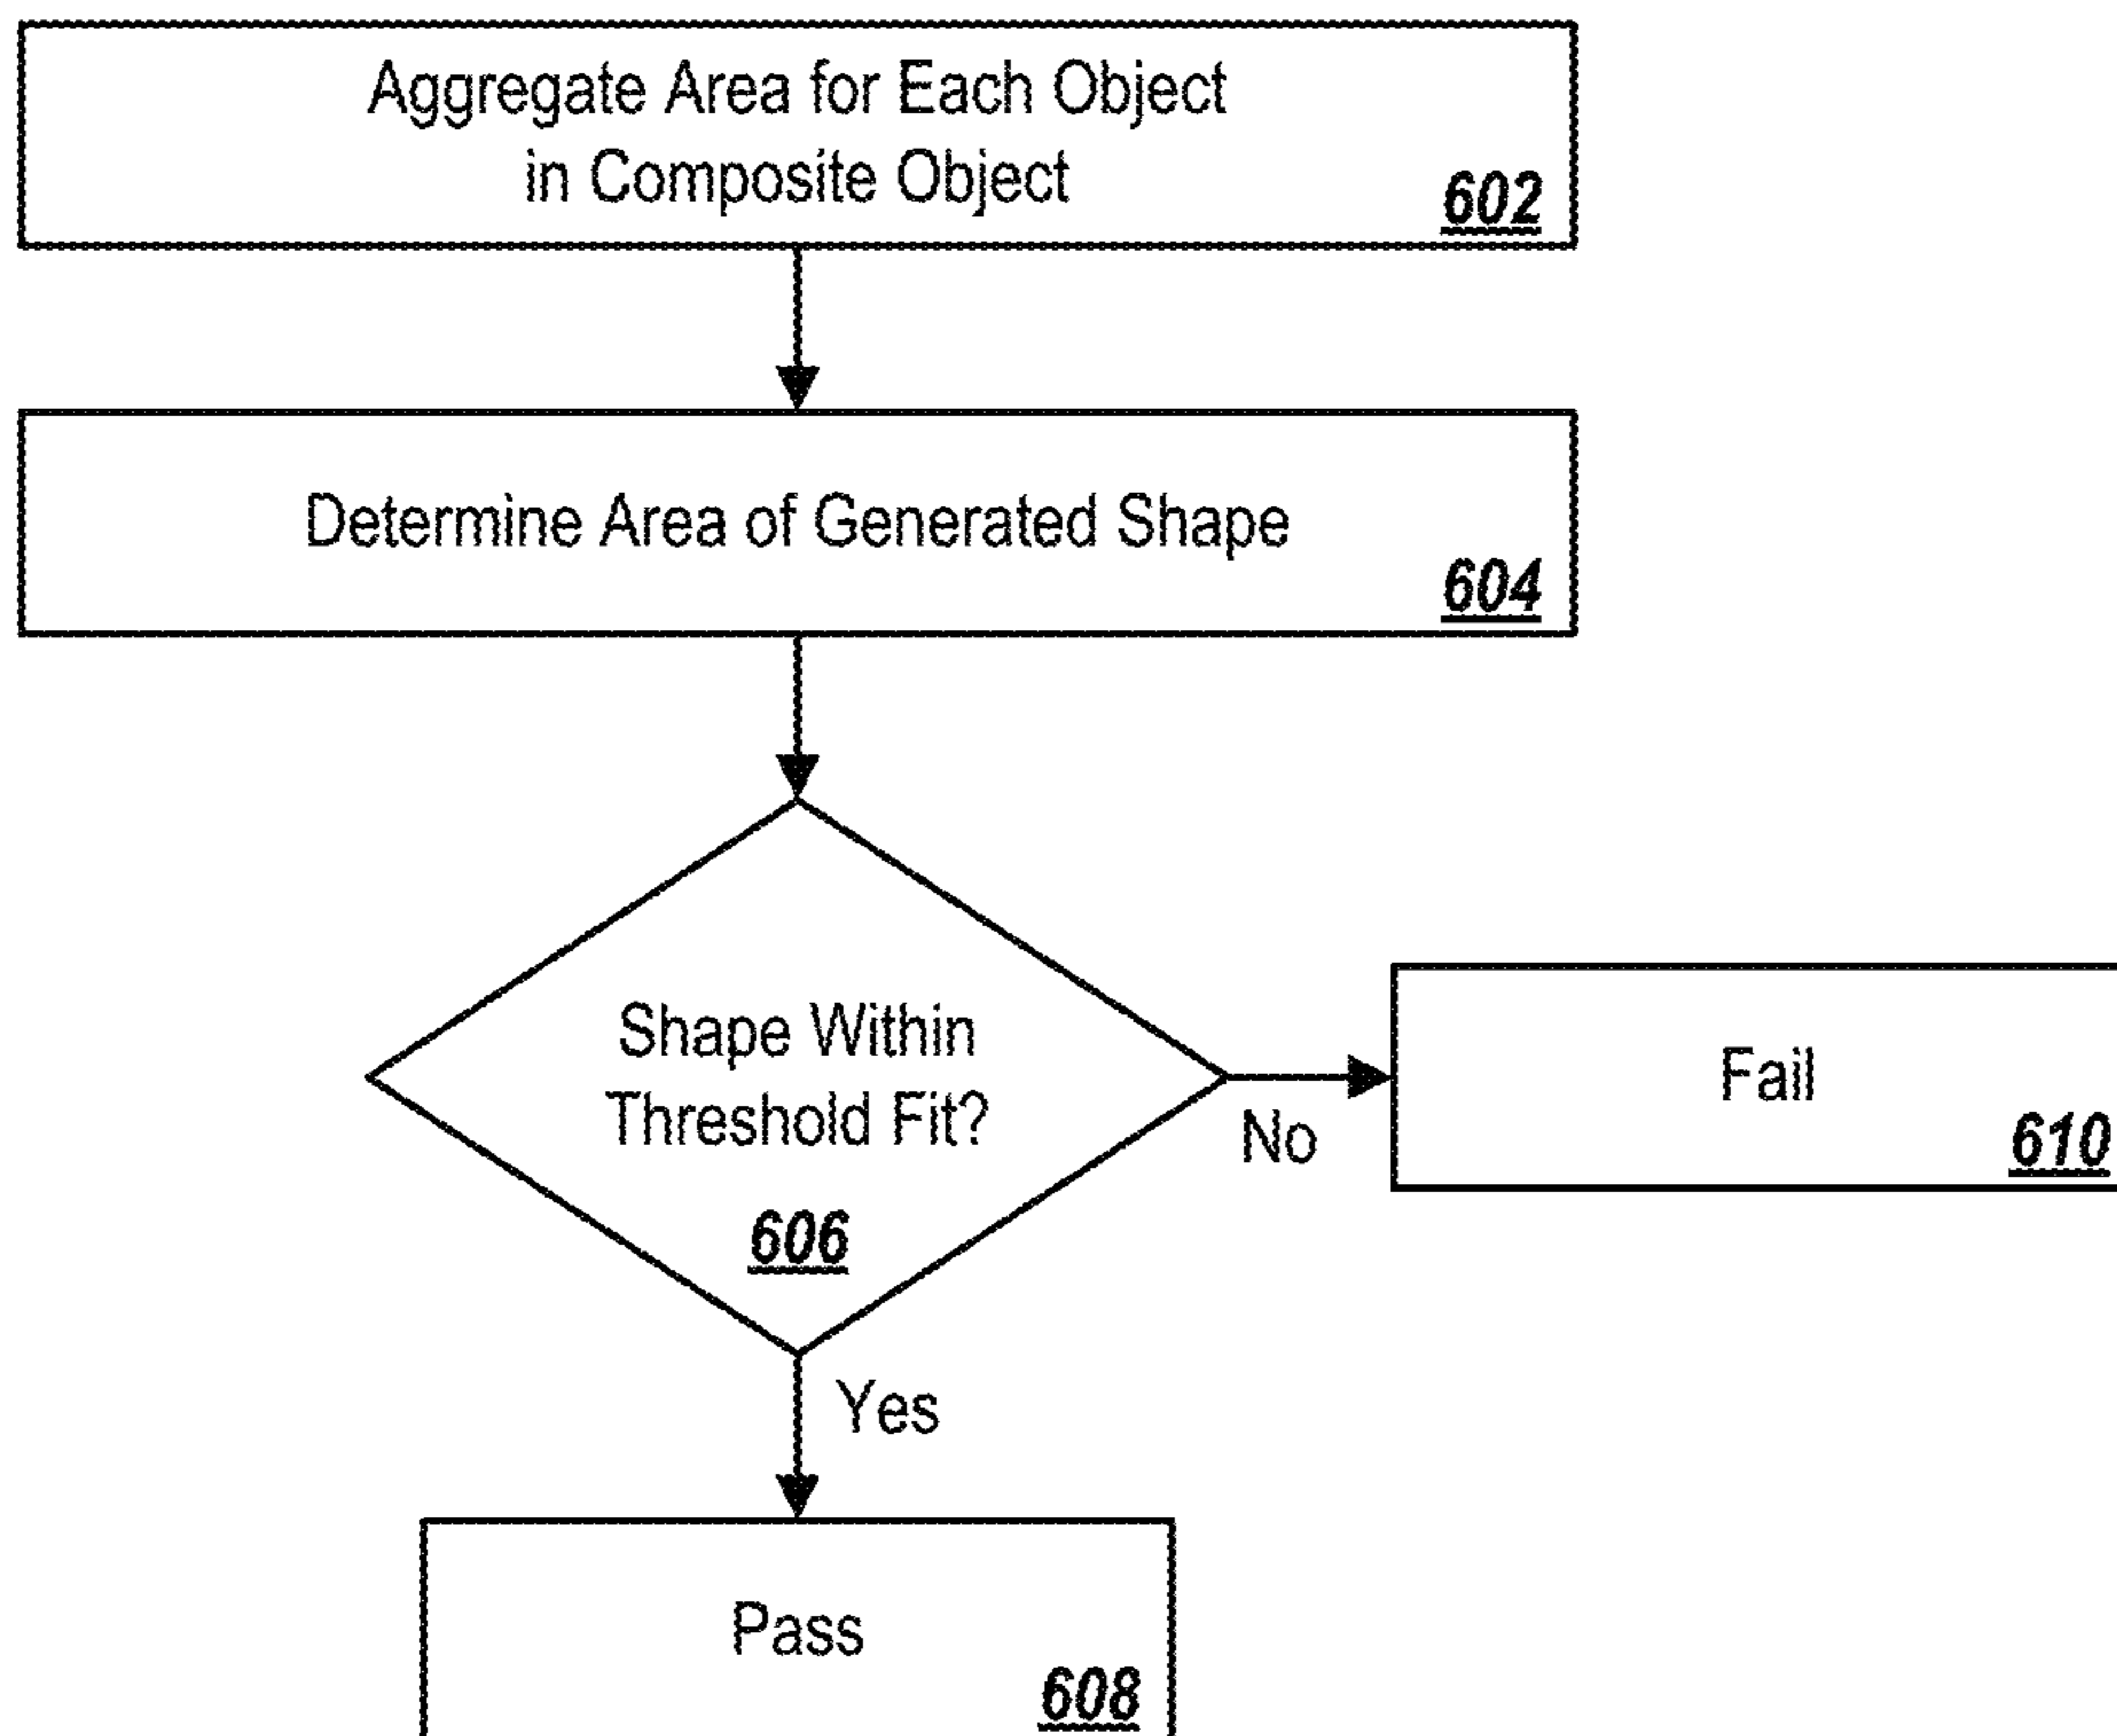 Aggregate Area for Each Object
in Composite Object
602
Determine Area of Generated Shape
604
Shape Within
Threshold Fit?
606
No
Fail
610
Yes
Pass
608